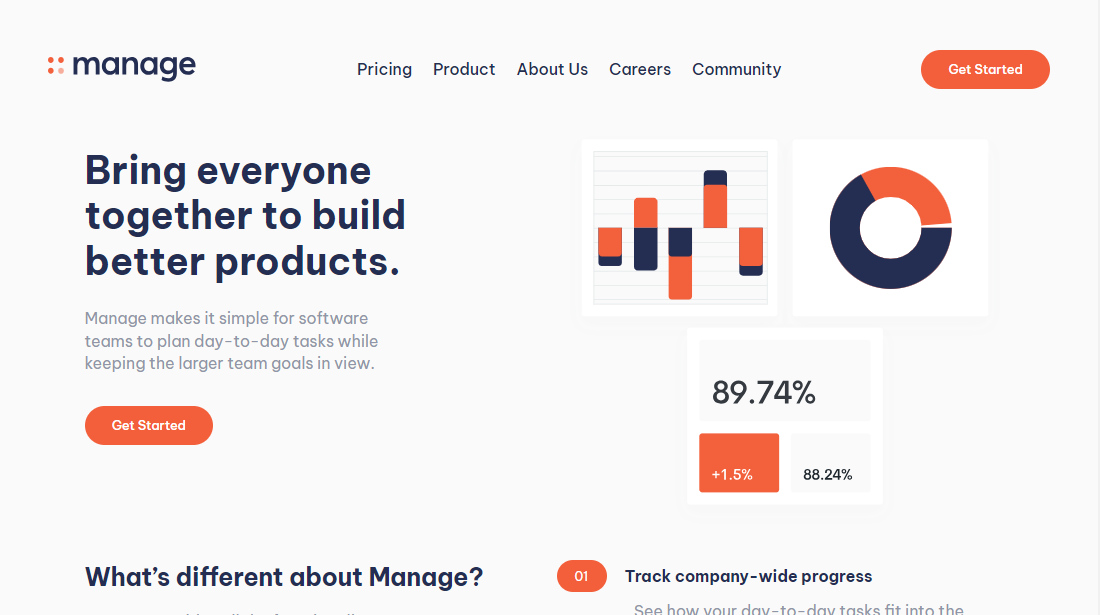 manage
Pricing Product About Us Careers Community
Get Started
Bring everyone
together to build
better products.
Manage makes it simple for software
teams to plan day-to-day tasks while
keeping the larger team goals in view.
Get Started
89.74%
+1.5%
88.24%
What’s different about Manage?
01
Track company-wide progress
See how your day-to-day tasks fit into the